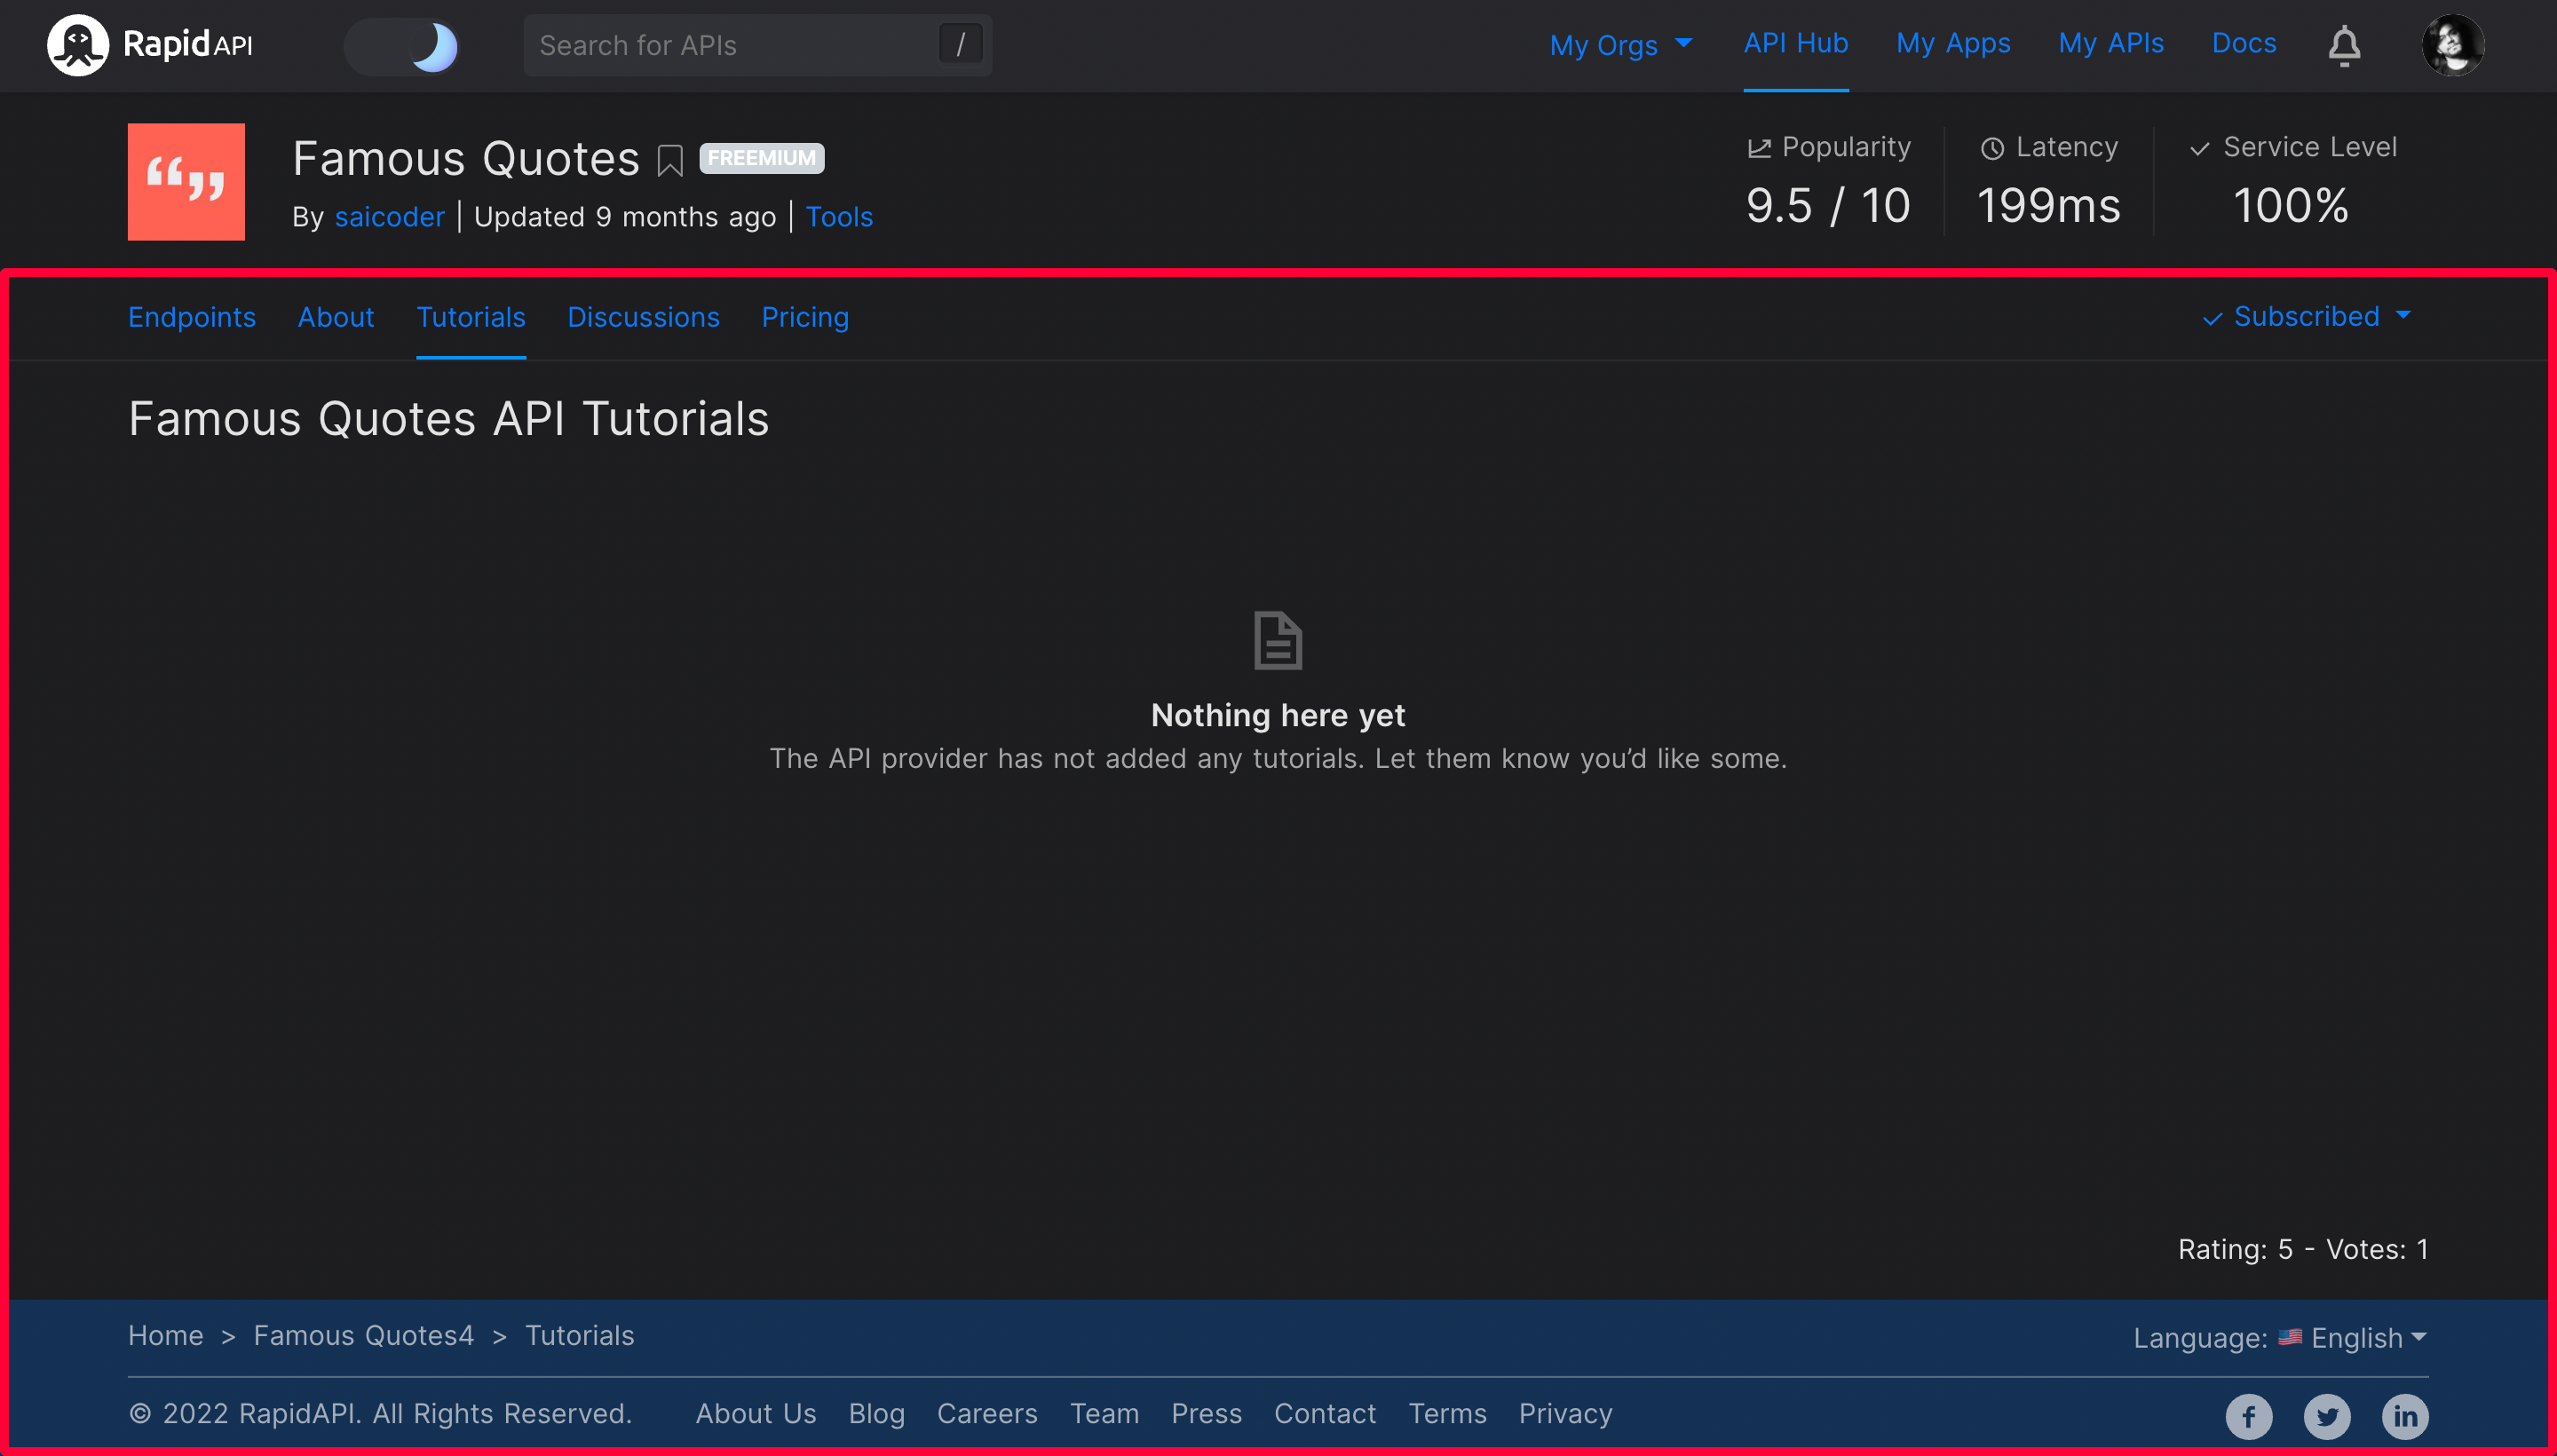 RapidAPI Search for APIs / My Orgs API Hub My Apps My APIs Docs
“„ Famous Quotes FREEMIUM
By saicoder | Updated 9 months ago | Tools
Popularity Latency Service Level
9.5 / 10 199ms 100%
Endpoints About Tutorials Discussions Pricing Subscribed
Famous Quotes API Tutorials
Nothing here yet
The API provider has not added any tutorials. Let them know you’d like some.
Rating: 5 - Votes: 1
Home > Famous Quotes4 > Tutorials Language: English
© 2022 RapidAPI. All Rights Reserved. About Us Blog Careers Team Press Contact Terms Privacy f in